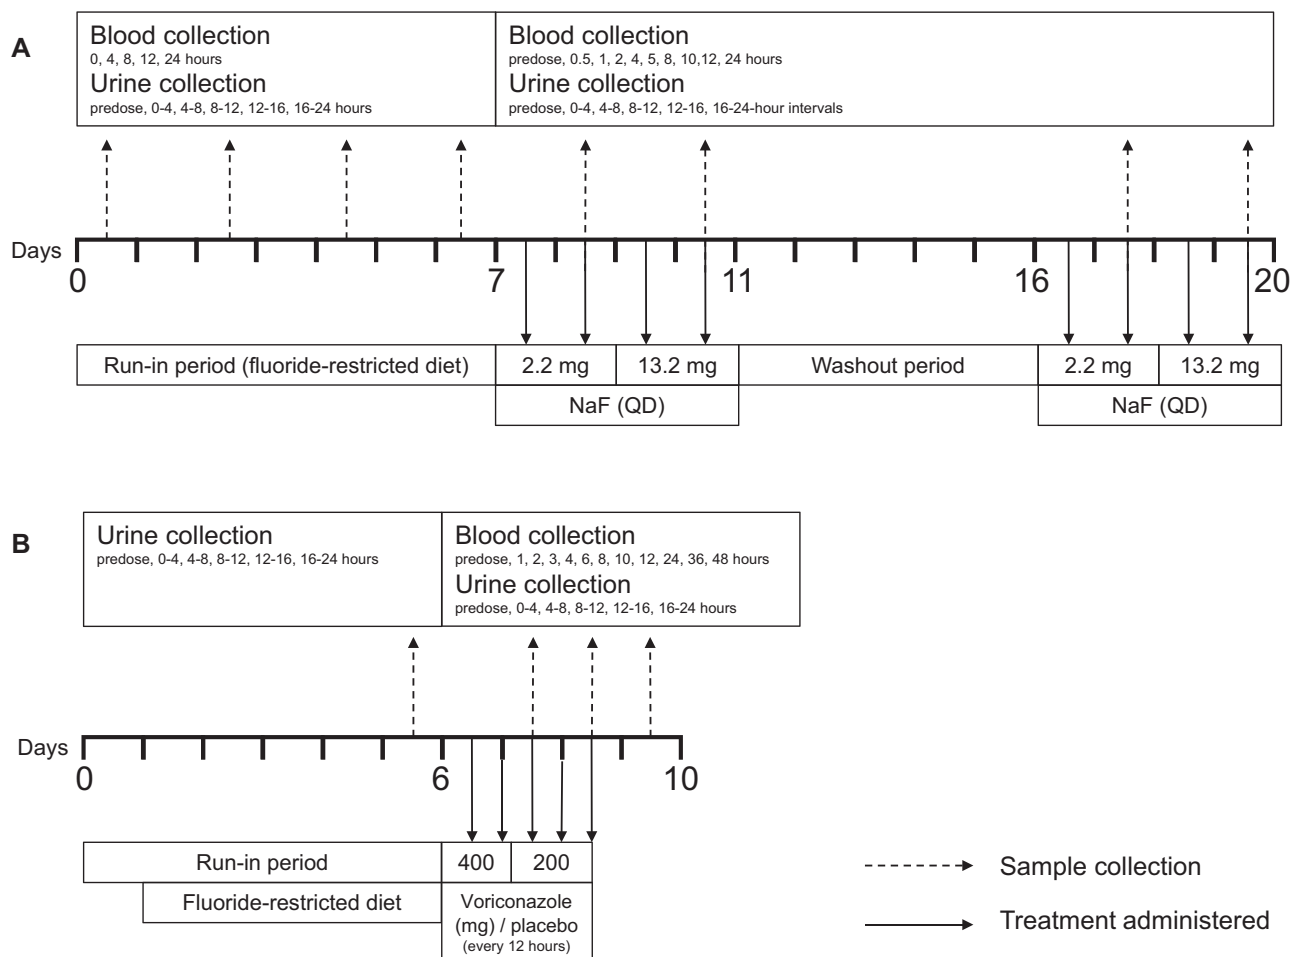 A
Blood collection
0, 4, 8, 12, 24 hours
Urine collection
predose, 0-4, 4-8, 8-12, 12-16, 16-24 hours
Blood collection
predose, 0.5, 1, 2, 4, 5, 8, 10,12, 24 hours
Urine collection
predose, 0-4, 4-8, 8-12, 12-16, 16-24-hour intervals
Days
0 7 11 16 20
Run-in period (fluoride-restricted diet)
2.2 mg
13.2 mg
Washout period
2.2 mg
13.2 mg
NaF (QD)
NaF (QD)
B
Urine collection
predose, 0-4, 4-8, 8-12, 12-16, 16-24 hours
Blood collection
predose, 1, 2, 3, 4, 6, 8, 10, 12, 24, 36, 48 hours
Urine collection
predose, 0-4, 4-8, 8-12, 12-16, 16-24 hours
Days
0 6 10
Run-in period
400
200
Fluoride-restricted diet
Voriconazole
(mg) / placebo
(every 12 hours)
Sample collection
Treatment administered